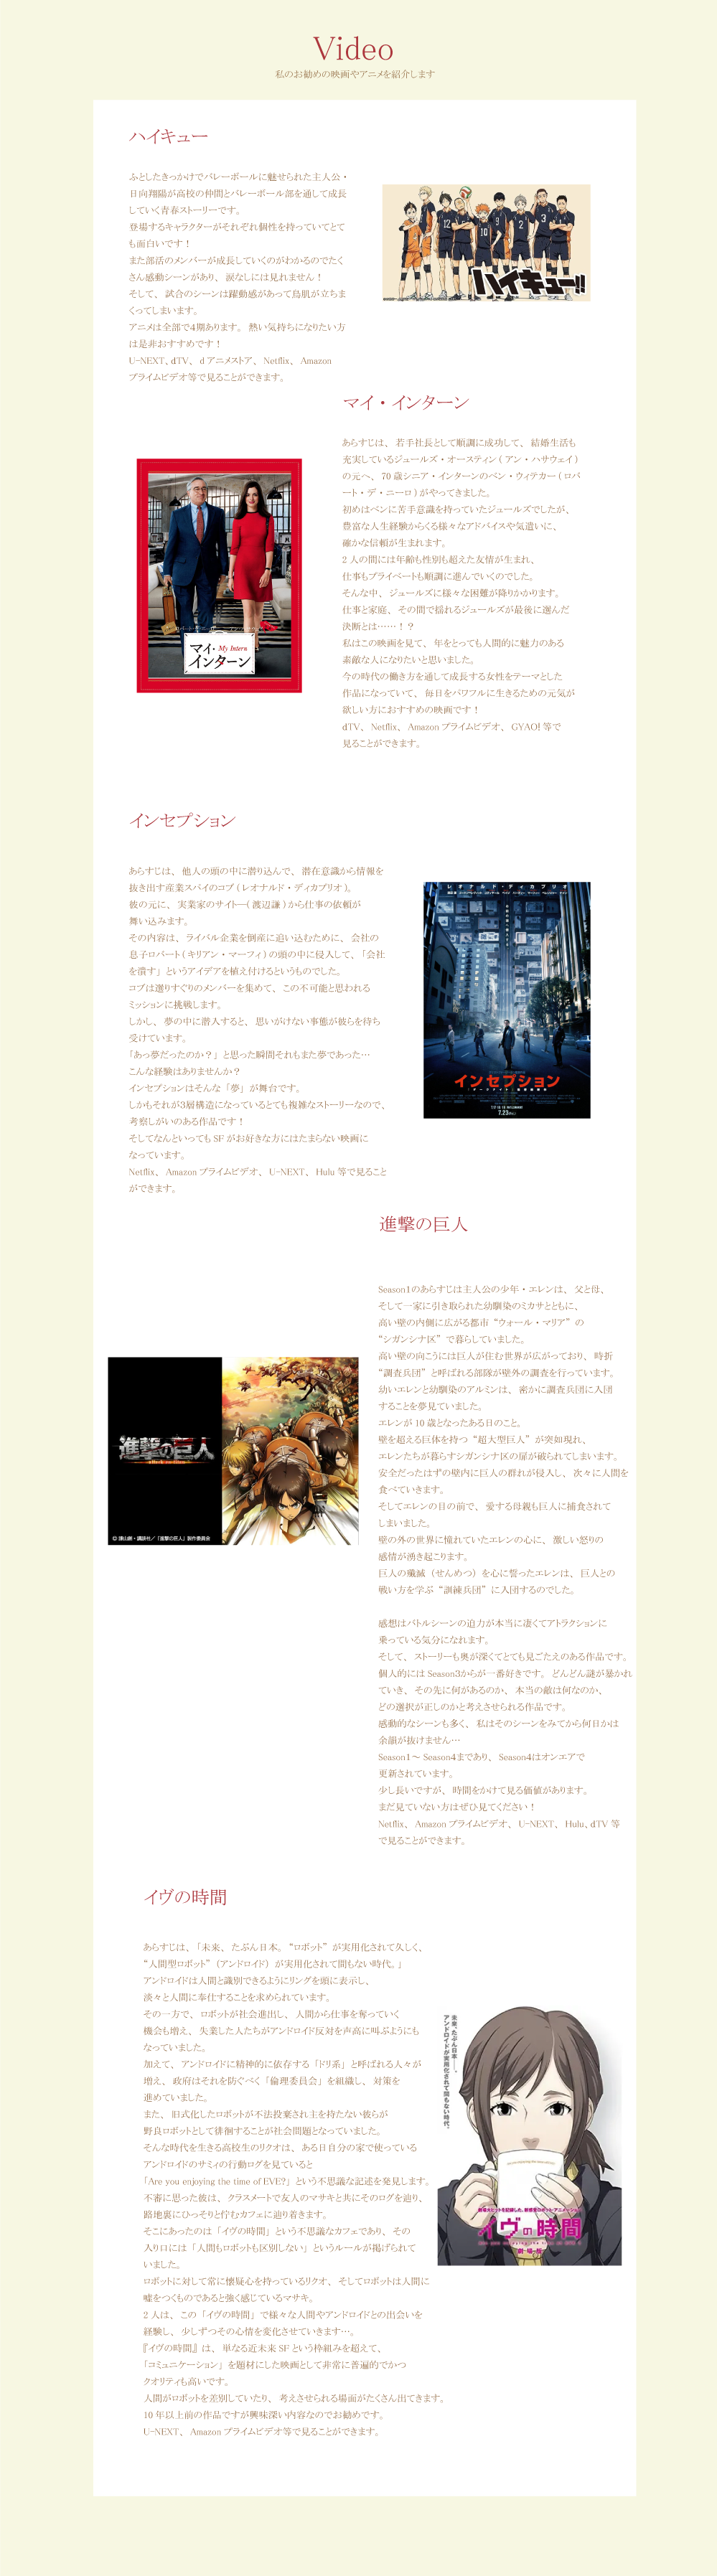 Video
私のお勧めの映画やアニメを紹介します
ハイキュー
ふとしたきっかけでバレーボールに魅せられた主人公・
日向翔陽が高校の仲間とバレーボール部を通して成長
していく青春ストーリーです。
登場するキャラクターがそれぞれ個性を持っていてとて
も面白いです！
また部活のメンバーが成長していくのがわかるのでたく
さん感動シーンがあり、涙なしには見れません！
そして、試合のシーンは躍動感があって鳥肌が立ちま
くってしまいます。
アニメは全部で4期あります。熱い気持ちになりたい方
は是非おすすめです！
U-NEXT、dTV、dアニメストア、Netflix、Amazon
プライムビデオ等で見ることができます。
ハイキュー!!
マイ・インターン
あらすじは、若手社長として順調に成功して、結婚生活も
充実しているジュールズ・オースティン(アン・ハサウェイ)
の元へ、70歳シニア・インターンのベン・ウィテカー(ロバ
ート・デ・ニーロ)がやってきました。
初めはベンに苦手意識を持っていたジュールズでしたが、
豊富な人生経験からくる様々なアドバイスや気遣いに、
確かな信頼が生まれます。
2人の間には年齢も性別も超えた友情が生まれ、
仕事もプライベートも順調に進んでいくのでした。
そんな中、ジュールズに様々な困難が降りかかります。
仕事と家庭、その間で揺れるジュールズが最後に選んだ
決断とは……！？
私はこの映画を見て、年をとっても人間的に魅力のある
素敵な人になりたいと思いました。
今の時代の働き方を通して成長する女性をテーマとした
作品になっていて、毎日をパワフルに生きるための元気が
欲しい方におすすめの映画です！
dTV、Netflix、Amazonプライムビデオ、GYAO!等で
見ることができます。
マイ・
My Intern
インターン
インセプション
あらすじは、他人の頭の中に潜り込んで、潜在意識から情報を
抜き出す産業スパイのコブ(レオナルド・ディカプリオ)。
彼の元に、実業家のサイトー(渡辺謙)から仕事の依頼が
舞い込みます。
その内容は、ライバル企業を倒産に追い込むために、会社の
息子ロバート(キリアン・マーフィ)の頭の中に侵入して、「会社
を潰す」というアイデアを植え付けるというものでした。
コブは選りすぐりのメンバーを集めて、この不可能と思われる
ミッションに挑戦します。
しかし、夢の中に潜入すると、思いがけない事態が彼らを待ち
受けています。
「あっ夢だったのか？」と思った瞬間それもまた夢であった…
こんな経験はありませんか？
インセプションはそんな「夢」が舞台です。
しかもそれが3層構造になっているとても複雑なストーリーなので、
考察しがいのある作品です！
そしてなんといってもSFがお好きな方にはたまらない映画に
なっています。
Netflix、Amazonプライムビデオ、U-NEXT、Hulu等で見ること
ができます。
レオナルド・ディカプリオ
インセプション
7.23
進撃の巨人
Season1のあらすじは主人公の少年・エレンは、父と母、
そして一家に引き取られた幼馴染のミカサとともに、
高い壁の内側に広がる都市“ウォール・マリア”の
“シガンシナ区”で暮らしていました。
高い壁の向こうには巨人が住む世界が広がっており、時折
“調査兵団”と呼ばれる部隊が壁外の調査を行っています。
幼いエレンと幼馴染のアルミンは、密かに調査兵団に入団
することを夢見ていました。
エレンが10歳となったある日のこと。
壁を超える巨体を持つ“超大型巨人”が突如現れ、
エレンたちが暮らすシガンシナ区の扉が破られてしまいます。
安全だったはずの壁内に巨人の群れが侵入し、次々に人間を
食べていきます。
そしてエレンの目の前で、愛する母親も巨人に捕食されて
しまいました。
壁の外の世界に憧れていたエレンの心に、激しい怒りの
感情が湧き起こります。
巨人の殲滅（せんめつ）を心に誓ったエレンは、巨人との
戦い方を学ぶ“訓練兵団”に入団するのでした。
感想はバトルシーンの迫力が本当に凄くてアトラクションに
乗っている気分になれます。
そして、ストーリーも奥が深くてとても見ごたえのある作品です。
個人的にはSeason3からが一番好きです。どんどん謎が暴かれ
ていき、その先に何があるのか、本当の敵は何なのか、
どの選択が正しのかと考えさせられる作品です。
感動的なシーンも多く、私はそのシーンをみてから何日かは
余韻が抜けません…
Season1～Season4まであり、Season4はオンエアで
更新されています。
少し長いですが、時間をかけて見る価値があります。
まだ見ていない方はぜひ見てください！
Netflix、Amazonプライムビデオ、U-NEXT、Hulu、dTV等
で見ることができます。
進撃の巨人
©諫山創・講談社／「進撃の巨人」製作委員会
イヴの時間
あらすじは、「未来、たぶん日本。“ロボット”が実用化されて久しく、
“人間型ロボット”（アンドロイド）が実用化されて間もない時代。」
アンドロイドは人間と識別できるようにリングを頭に表示し、
淡々と人間に奉仕することを求められています。
その一方で、ロボットが社会進出し、人間から仕事を奪っていく
機会も増え、失業した人たちがアンドロイド反対を声高に叫ぶようにも
なっていました。
加えて、アンドロイドに精神的に依存する「ドリ系」と呼ばれる人々が
増え、政府はそれを防ぐべく「倫理委員会」を組織し、対策を
進めていました。
また、旧式化したロボットが不法投棄され主を持たない彼らが
野良ロボットとして徘徊することが社会問題となっていました。
そんな時代を生きる高校生のリクオは、ある日自分の家で使っている
アンドロイドのサミィの行動ログを見ていると
「Are you enjoying the time of EVE?」という不思議な記述を発見します。
不審に思った彼は、クラスメートで友人のマサキと共にそのログを辿り、
路地裏にひっそりと佇むカフェに辿り着きます。
そこにあったのは「イヴの時間」という不思議なカフェであり、その
入り口には「人間もロボットも区別しない」というルールが掲げられて
いました。
ロボットに対して常に懐疑心を持っているリクオ、そしてロボットは人間に
嘘をつくものであると強く感じているマサキ。
2人は、この「イヴの時間」で様々な人間やアンドロイドとの出会いを
経験し、少しずつその心情を変化させていきます…。
『イヴの時間』は、単なる近未来SFという枠組みを超えて、
「コミュニケーション」を題材にした映画として非常に普遍的でかつ
クオリティも高いです。
人間がロボットを差別していたり、考えさせられる場面がたくさん出てきます。
10年以上前の作品ですが興味深い内容なのでお勧めです。
U-NEXT、Amazonプライムビデオ等で見ることができます。
未来、たぶん日本――。
アンドロイドが実用化されて間もない時代。
イヴの時間
劇場版